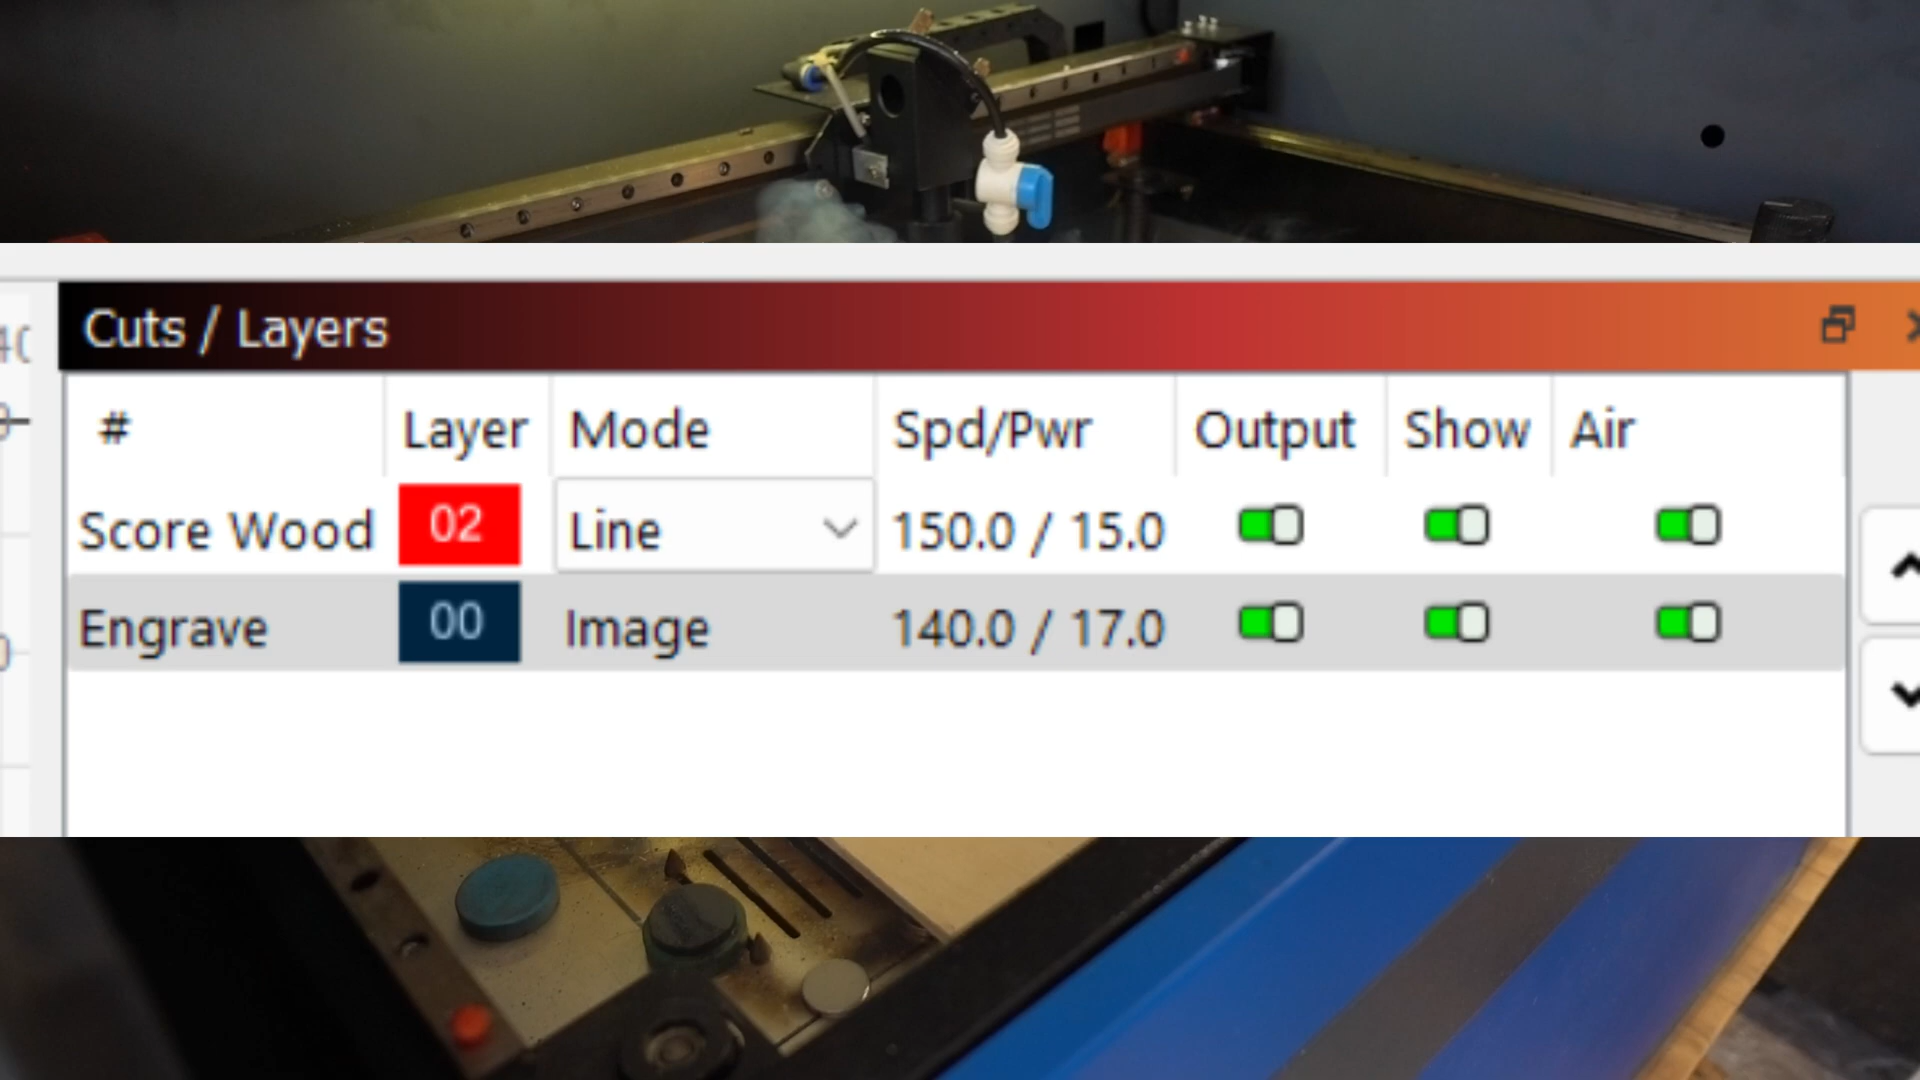 Cuts / Layers
# Layer Mode Spd/Pwr Output Show Air
Score Wood 02 Line 150.0 / 15.0
Engrave 00 Image 140.0 / 17.0